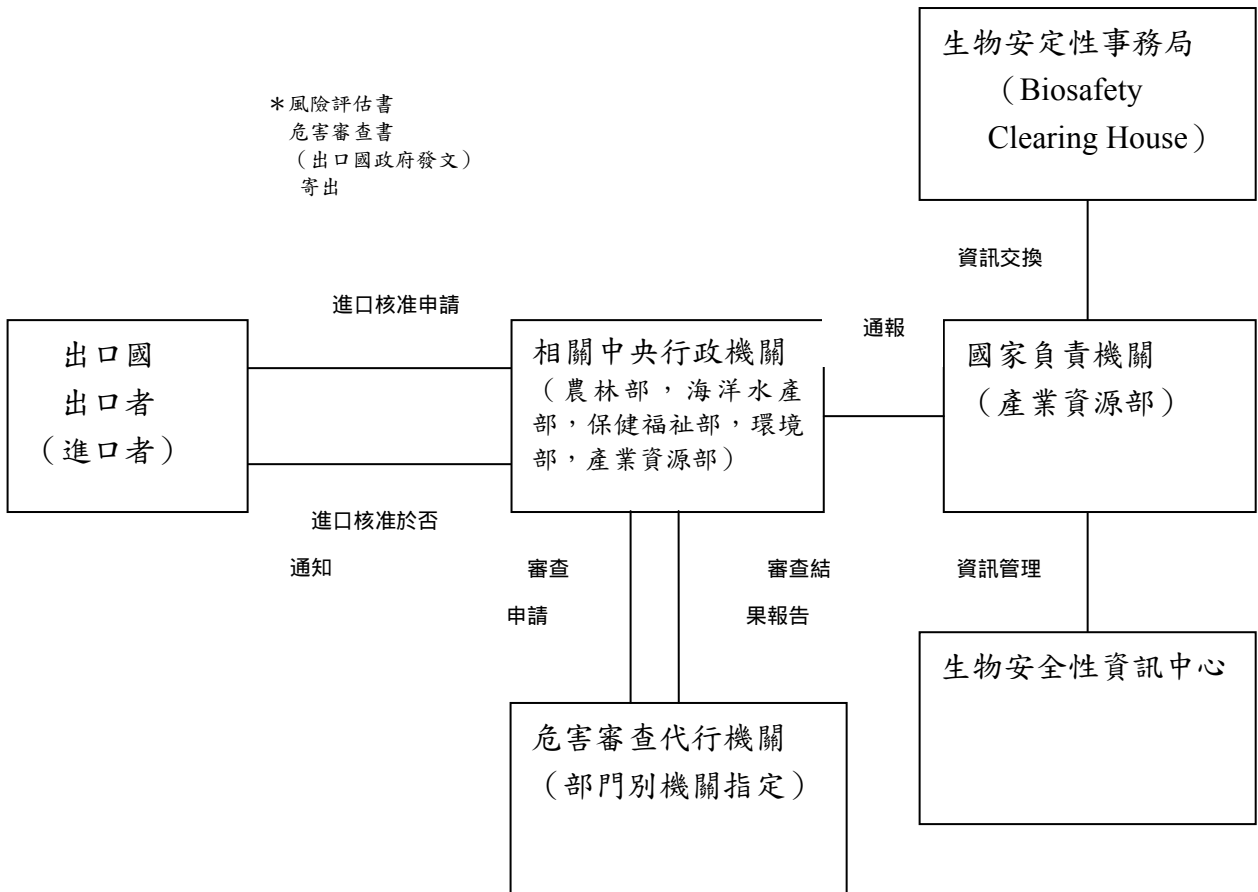 生物安定性事務局
（Biosafety
Clearing House）
＊風險評估書
危害審查書
（出口國政府發文）
寄出
資訊交換
進口核准申請
通報
出口國
出口者
（進口者）
相關中央行政機關
（農林部，海洋水產
部，保健福祉部，環境
部，產業資源部）
國家負責機關
（產業資源部）
進口核准於否
通知
審查
申請
審查結
果報告
資訊管理
生物安全性資訊中心
危害審查代行機關
（部門別機關指定）